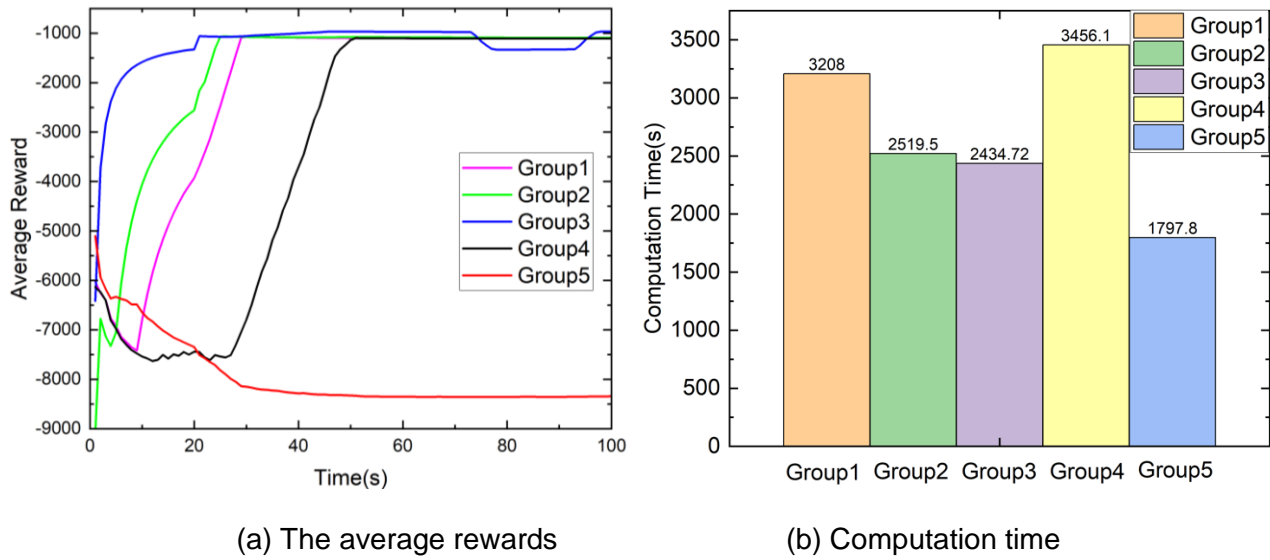 -1000
-2000
-3000
-4000
-5000
-6000
-7000
-8000
-9000
Average Reward
0 20 40 60 80 100
Time(s)
Group1
Group2
Group3
Group4
Group5
(a) The average rewards
3500
3000
2500
2000
1500
1000
500
0
Computation Time(s)
3208
2519.5
2434.72
3456.1
1797.8
Group1
Group2
Group3
Group4
Group5
Group1 Group2 Group3 Group4 Group5
(b) Computation time